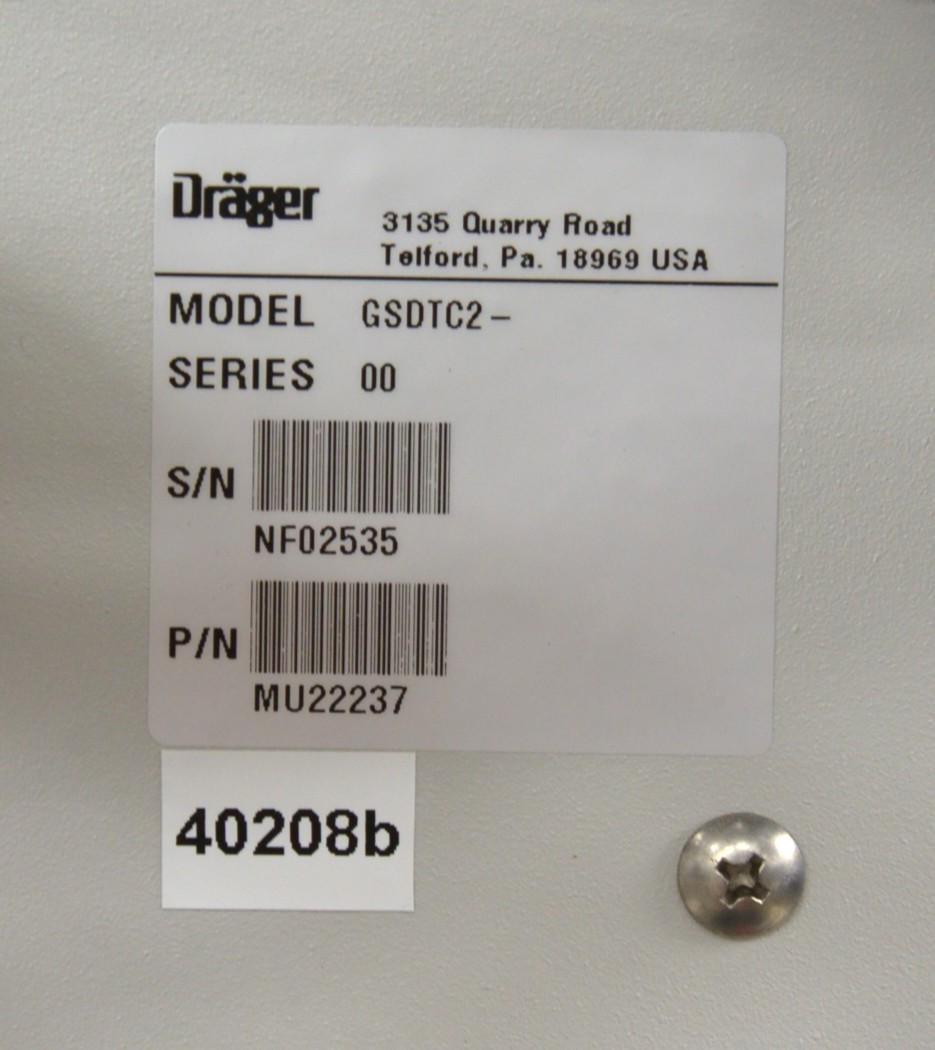 Dräger
3135 Quarry Road
Telford, Pa. 18969 USA
MODEL GSDTC2-
SERIES 00
S/N
NF02535
P/N
MU22237
40208b